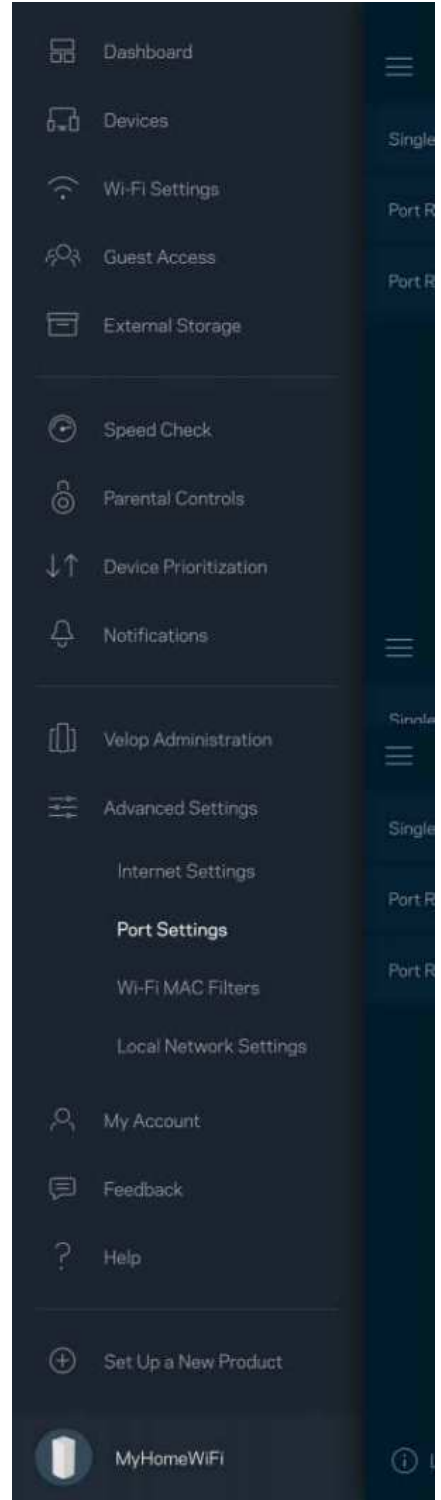 Dashboard
Devices
Wi-Fi Settings
Guest Access
External Storage
Speed Check
Parental Controls
Device Prioritization
Notifications
Velop Administration
Advanced Settings
Internet Settings
Port Settings
Wi-Fi MAC Filters
Local Network Settings
My Account
Feedback
Help
Set Up a New Product
MyHomeWiFi
Single
Port R
Port R
Single
Single
Port R
Port R